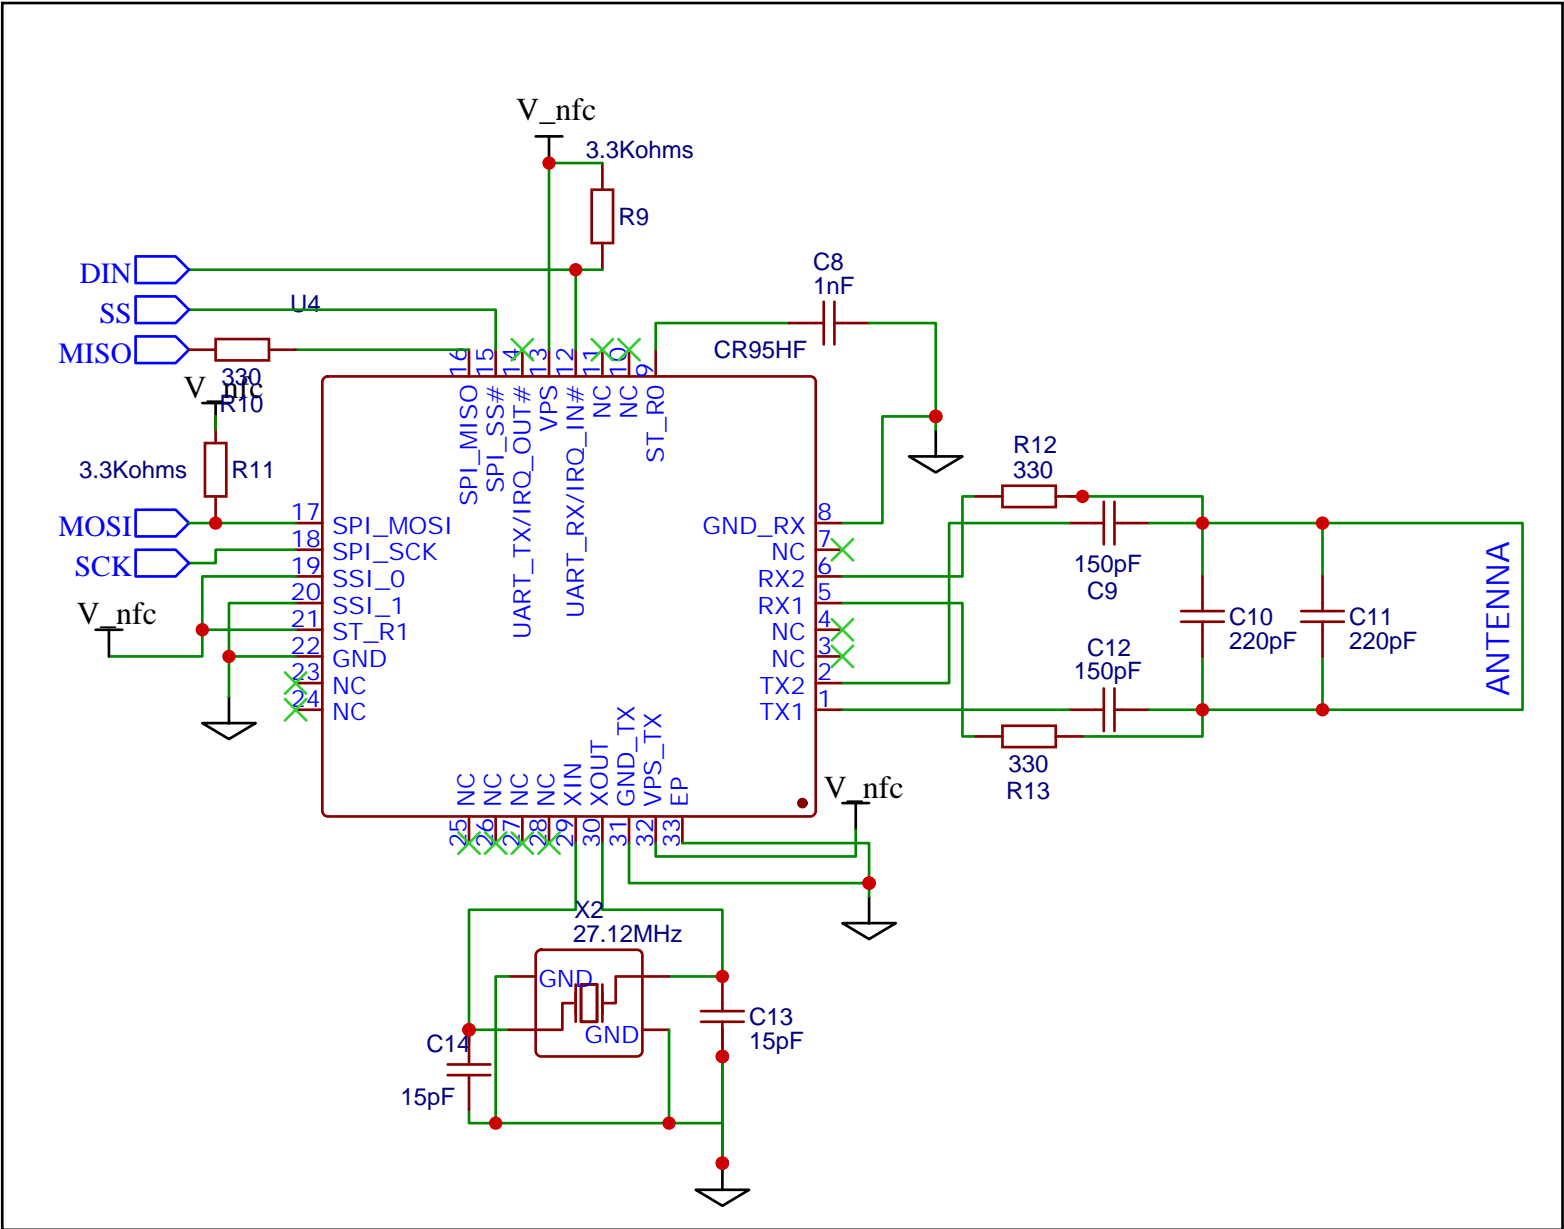 V_nfc
3.3Kohms
R9
DIN
SS
MISO
U4
330
R10
V_nfc
C8
1nF
CR95HF
16
15
14
13
12
11
10
9
SPI_MISO
SPI_SS#
UART_TX/IRQ_OUT#
VPS
UART_RX/IRQ_IN#
NC
NC
ST_R0
3.3Kohms
R11
MOSI
SCK
V_nfc
17
SPI_MOSI
18
SPI_SCK
19
SSI_0
20
SSI_1
21
ST_R1
22
GND
23
NC
24
NC
GND_RX
8
NC
7
RX2
6
RX1
5
NC
4
NC
3
TX2
2
TX1
1
R12
330
150pF
C9
C12
150pF
330
R13
C10
220pF
C11
220pF
ANTENNA
NC
NC
NC
NC
XIN
XOUT
GND_TX
VPS_TX
EP
25
26
27
28
29
30
31
32
33
V_nfc
X2
27.12MHz
GND
GND
C14
15pF
C13
15pF